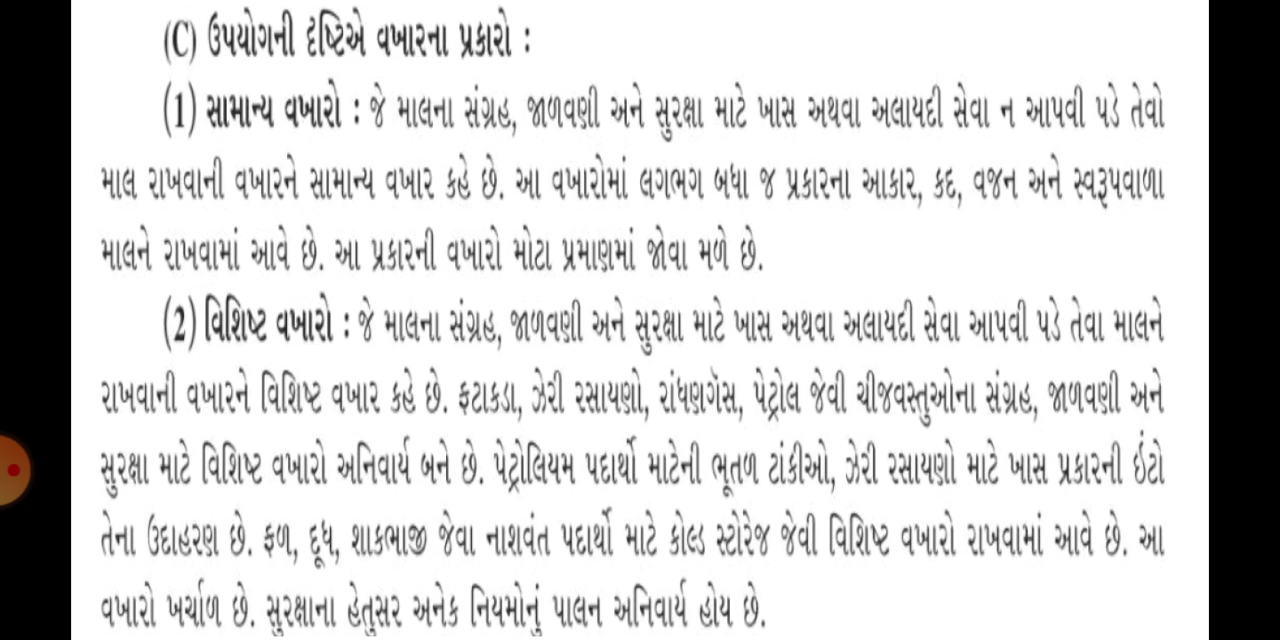 (C) ઉપયોગની દૃષ્ટિએ વખારના પ્રકારો :
(1) સામાન્ય વખારો : જે માલના સંગ્રહ, જાળવણી અને સુરક્ષા માટે ખાસ અથવા અલાયદી સેવા ન આપવી પડે તેવો
માલ રાખવાની વખારને સામાન્ય વખાર કહે છે. આ વખારોમાં લગભગ બધા જ પ્રકારના આકાર, કદ, વજન અને સ્વરૂપવાળા
માલને રાખવામાં આવે છે. આ પ્રકારની વખારો મોટા પ્રમાણમાં જોવા મળે છે.
(2) વિશિષ્ટ વખારો : જે માલના સંગ્રહ, જાળવણી અને સુરક્ષા માટે ખાસ અથવા અલાયદી સેવા આપવી પડે તેવા માલને
રાખવાની વખારને વિશિષ્ટ વખાર કહે છે. ફટાકડા, ઝેરી રસાયણો, રાંધણગૅસ, પેટ્રોલ જેવી ચીજવસ્તુઓના સંગ્રહ, જાળવણી અને
સુરક્ષા માટે વિશિષ્ટ વખારો અનિવાર્ય બને છે. પેટ્રોલિયમ પદાર્થો માટેની ભૂતળ ટાંકીઓ, ઝેરી રસાયણો માટે ખાસ પ્રકારની ઇંટો
તેના ઉદાહરણ છે. ફળ, દૂધ, શાકભાજી જેવા નાશવંત પદાર્થો માટે કોલ્ડ સ્ટોરેજ જેવી વિશિષ્ટ વખારો રાખવામાં આવે છે. આ
વખારો ખર્ચાળ છે. સુરક્ષાના હેતુસર અનેક નિયમોનું પાલન અનિવાર્ય હોય છે.